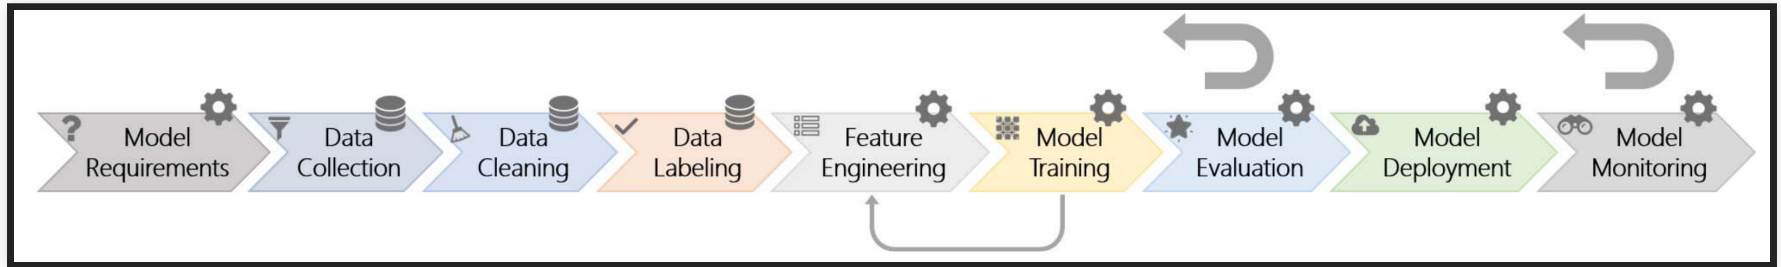 Model
Requirements
Data
Collection
Data
Cleaning
Data
Labeling
Feature
Engineering
Model
Training
Model
Evaluation
Model
Deployment
Model
Monitoring